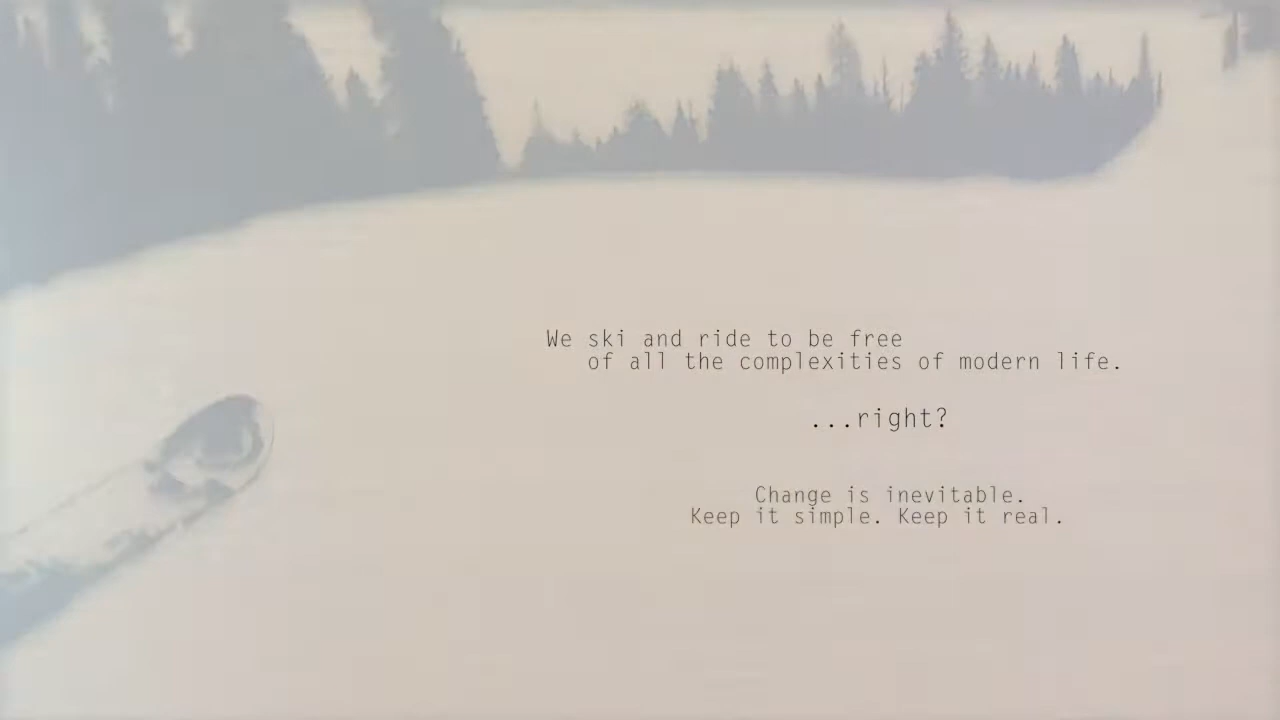 We ski and ride to be free
of all the complexities of modern life.
...right?
Change is inevitable.
Keep it simple. Keep it real.